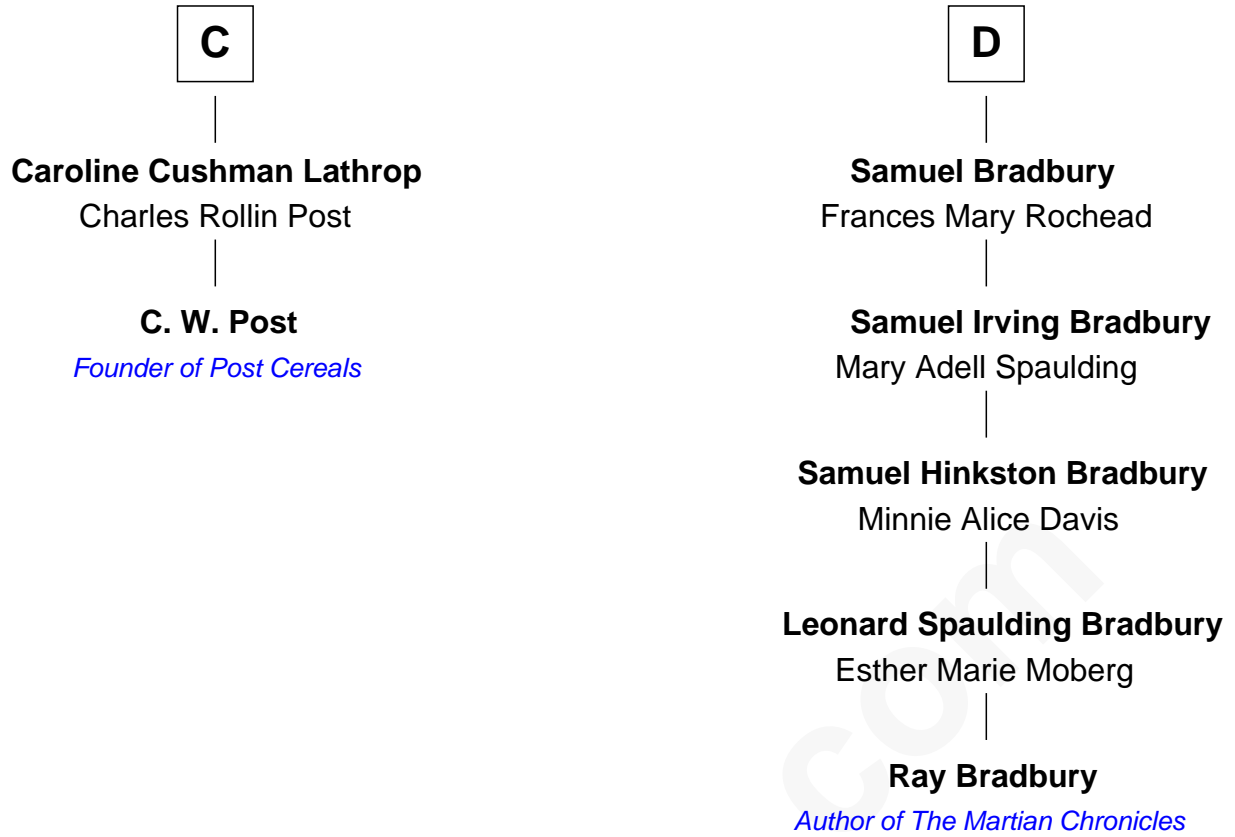 C
Caroline Cushman Lathrop
Charles Rollin Post
C. W. Post
Founder of Post Cereals
D
Samuel Bradbury
Frances Mary Rochead
Samuel Irving Bradbury
Mary Adell Spaulding
Samuel Hinkston Bradbury
Minnie Alice Davis
Leonard Spaulding Bradbury
Esther Marie Moberg
Ray Bradbury
Author of The Martian Chronicles
com